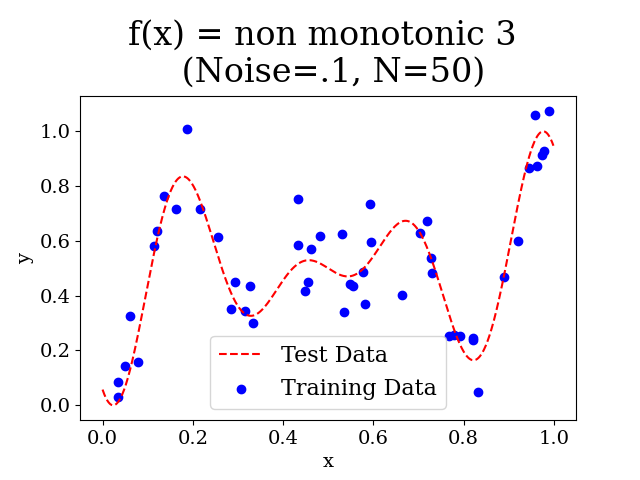 f(x) = non monotonic 3
(Noise=.1, N=50)
1.0
0.8
0.6
0.4
0.2
0.0
y
Test Data
Training Data
0.0 0.2 0.4 0.6 0.8 1.0
x